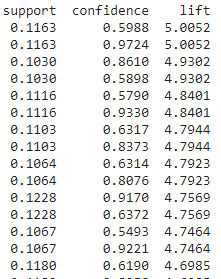 support confidence lift
0.1163 0.5988 5.0052
0.1163 0.9724 5.0052
0.1030 0.8610 4.9302
0.1030 0.5898 4.9302
0.1116 0.5790 4.8401
0.1116 0.9330 4.8401
0.1103 0.6317 4.7944
0.1103 0.8373 4.7944
0.1064 0.6314 4.7923
0.1064 0.8076 4.7923
0.1228 0.9170 4.7569
0.1228 0.6372 4.7569
0.1067 0.5493 4.7464
0.1067 0.9221 4.7464
0.1180 0.6190 4.6985